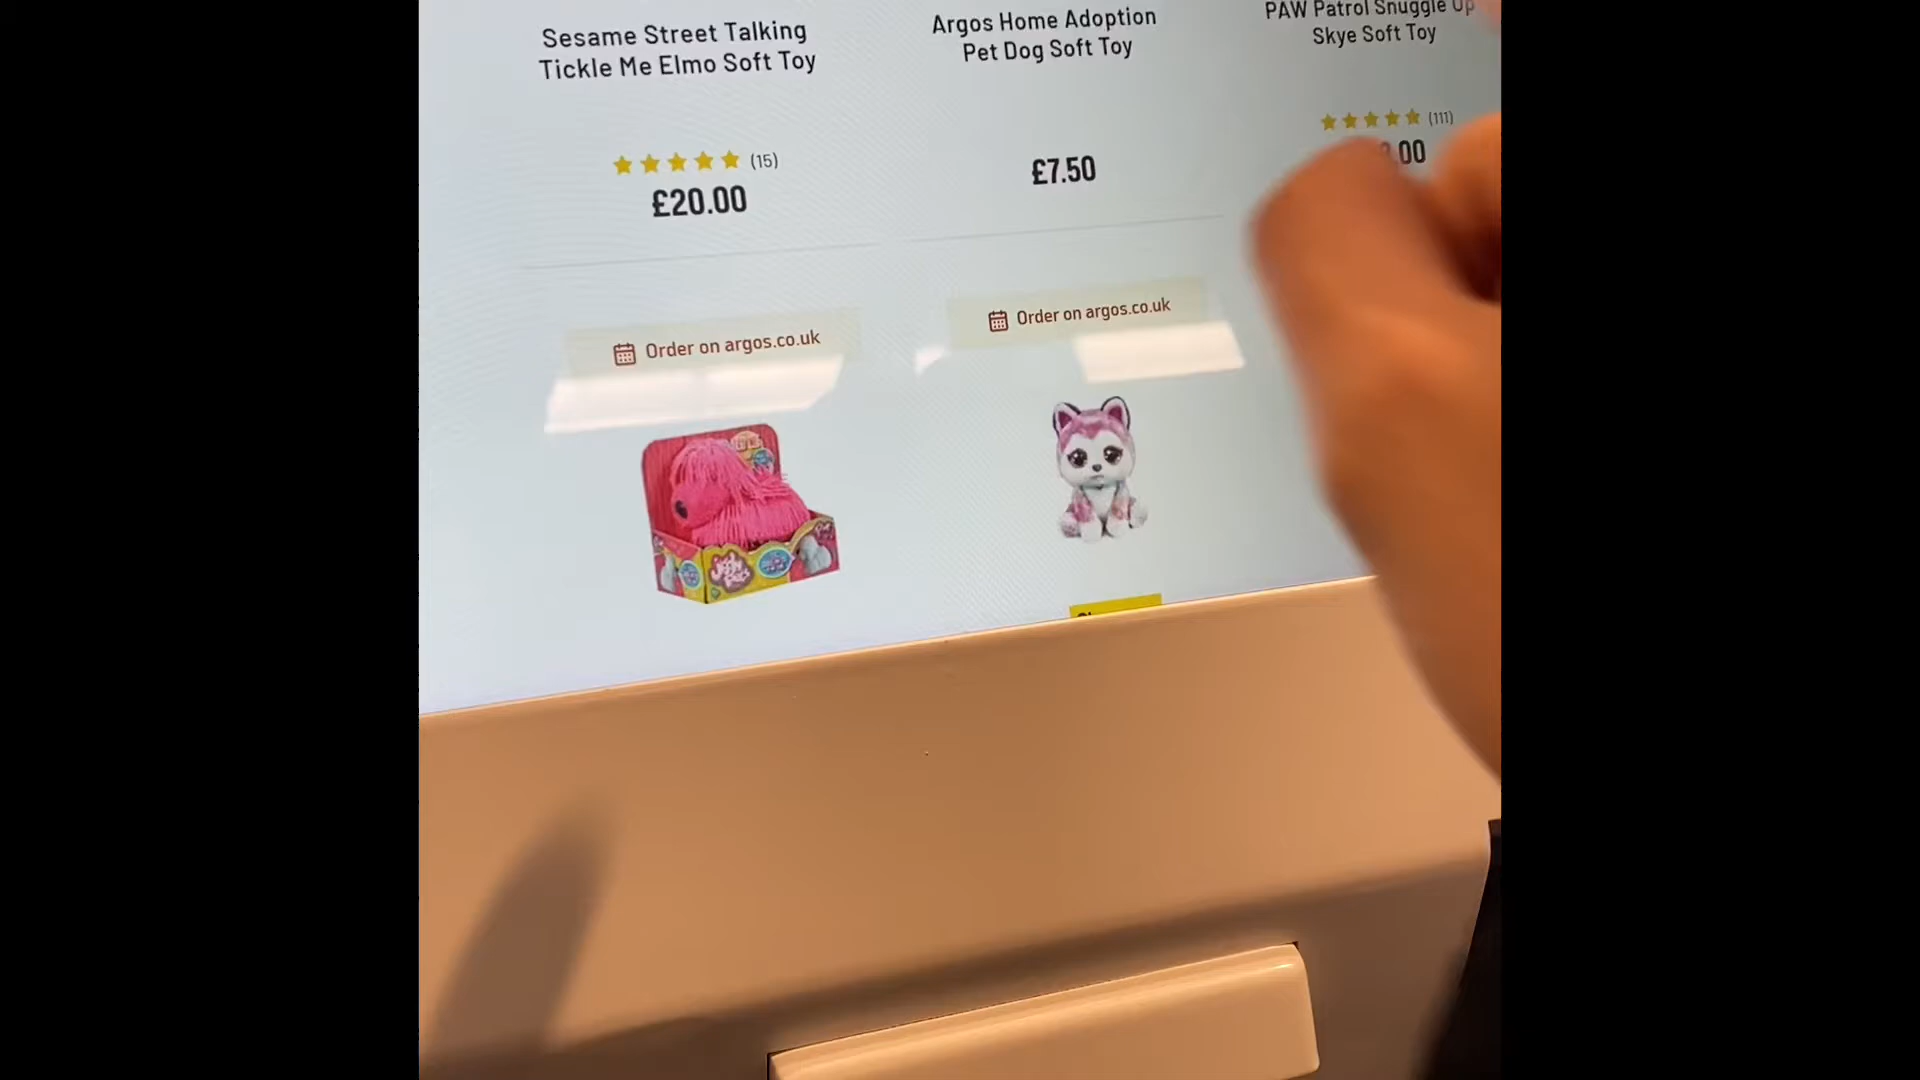 Sesame Street Talking
Tickle Me Elmo Soft Toy
(15)
£20.00
Argos Home Adoption
Pet Dog Soft Toy
£7.50
PAW Patrol Snuggle Up
Skye Soft Toy
(111)
.00
Order on argos.co.uk
Order on argos.co.uk